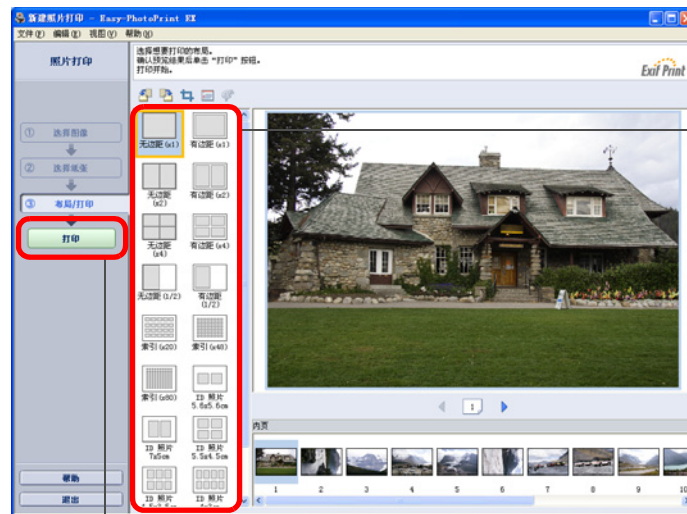 新建照片打印 - Easy-PhotoPrint EX
文件(F) 编辑(E) 视图(V) 帮助(H)
照片打印
选择想要打印的布局。
确认预览结果后单击“打印”按钮。
打印开始。
Exif Print
① 选择图像
② 选择纸张
③ 布局/打印
打印
帮助
退出
无边距(x1) 有边距(x1)
无边距(x2) 有边距(x2)
无边距(x4) 有边距(x4)
无边距(1/2) 有边距(1/2)
索引(x20) 索引(x40)
索引(x80) ID 照片 5.6x5.6cm
ID 照片 7x5cm ID 照片 5.5x4.5cm
ID 照片 ID 照片
1
内页
1 2 3 4 5 6 7 8 9 10